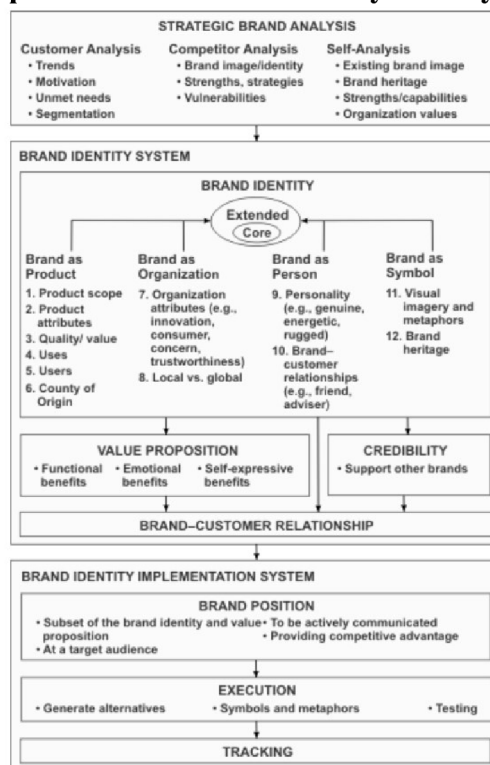 STRATEGIC BRAND ANALYSIS
Customer Analysis
• Trends
• Motivation
• Unmet needs
• Segmentation
Competitor Analysis
• Brand image/identity
• Strengths, strategies
• Vulnerabilities
Self-Analysis
• Existing brand image
• Brand heritage
• Strengths/capabilities
• Organization values
BRAND IDENTITY SYSTEM
BRAND IDENTITY
Extended
Core
Brand as
Product
1. Product scope
2. Product
attributes
3. Quality/ value
4. Uses
5. Users
6. County of
Origin
Brand as
Organization
7. Organization
attributes (e.g.,
innovation,
consumer,
concern,
trustworthiness)
8. Local vs. global
Brand as
Person
9. Personality
(e.g., genuine,
energetic,
rugged)
10. Brand–
customer
relationships
(e.g., friend,
adviser)
Brand as
Symbol
11. Visual
imagery and
metaphors
12. Brand
heritage
VALUE PROPOSITION
• Functional
benefits
• Emotional
benefits
• Self-expressive
benefits
CREDIBILITY
• Support other brands
BRAND–CUSTOMER RELATIONSHIP
BRAND IDENTITY IMPLEMENTATION SYSTEM
BRAND POSITION
• Subset of the brand identity and value
proposition
• At a target audience
• To be actively communicated
• Providing competitive advantage
EXECUTION
• Generate alternatives
• Symbols and metaphors
• Testing
TRACKING